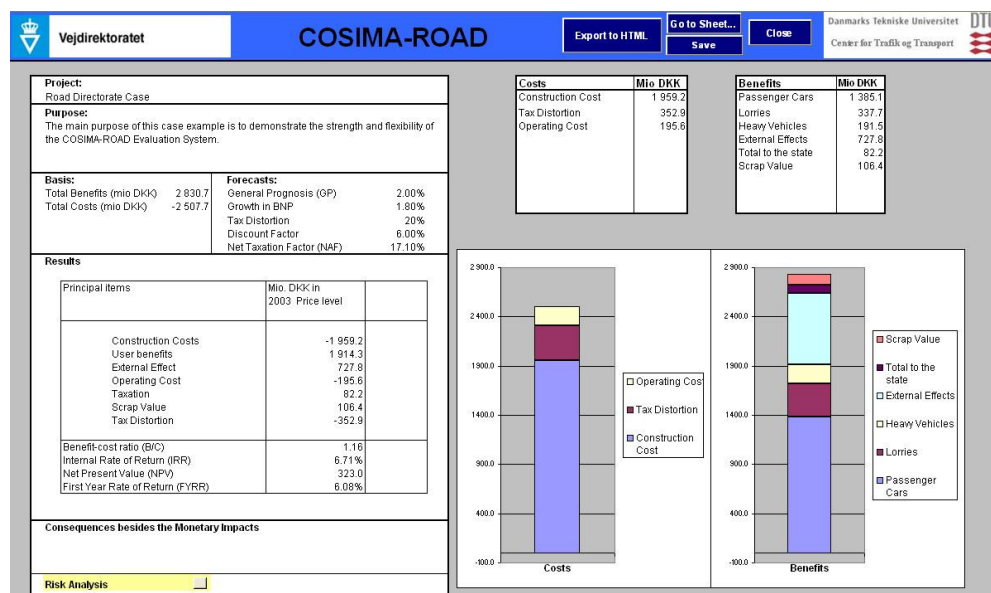 Vejdirektoratet
COSIMA-ROAD
Export to HTML
Go to Sheet...
Save
Close
Danmarks Tekniske Universitet
Center for Trafik og Transport
DTU
Project:
Road Directorate Case
Purpose:
The main purpose of this case example is to demonstrate the strength and flexibility of
the COSIMA-ROAD Evaluation System.
Basis:
Total Benefits (mio DKK) 2 830.7
Total Costs (mio DKK) -2 507.7
Forecasts:
General Prognosis (GP) 2.00%
Growth in BNP 1.80%
Tax Distortion 20%
Discount Factor 6.00%
Net Taxation Factor (NAF) 17.10%
Results
Principal items Mio. DKK in
2003 Price level
Construction Costs -1 959.2
User benefits 1 914.3
External Effect 727.8
Operating Cost -195.6
Taxation 82.2
Scrap Value 106.4
Tax Distortion -352.9
Benefit-cost ratio (B/C) 1.16
Internal Rate of Return (IRR) 6.71%
Net Present Value (NPV) 323.0
First Year Rate of Return (FYRR) 6.08%
Consequences besides the Monetary Impacts
Risk Analysis
Costs Mio DKK
Construction Cost 1 959.2
Tax Distortion 352.9
Operating Cost 195.6
Benefits Mio DKK
Passenger Cars 1 385.1
Lorries 337.7
Heavy Vehicles 191.5
External Effects 727.8
Total to the state 82.2
Scrap Value 106.4
2 900.0
2 400.0
1 900.0
1 400.0
900.0
400.0
-100.0
Costs
Operating Cost
Tax Distortion
Construction
Cost
2 900.0
2 400.0
1 900.0
1 400.0
900.0
400.0
-100.0
Benefits
Scrap Value
Total to the
state
External Effects
Heavy Vehicles
Lorries
Passenger
Cars